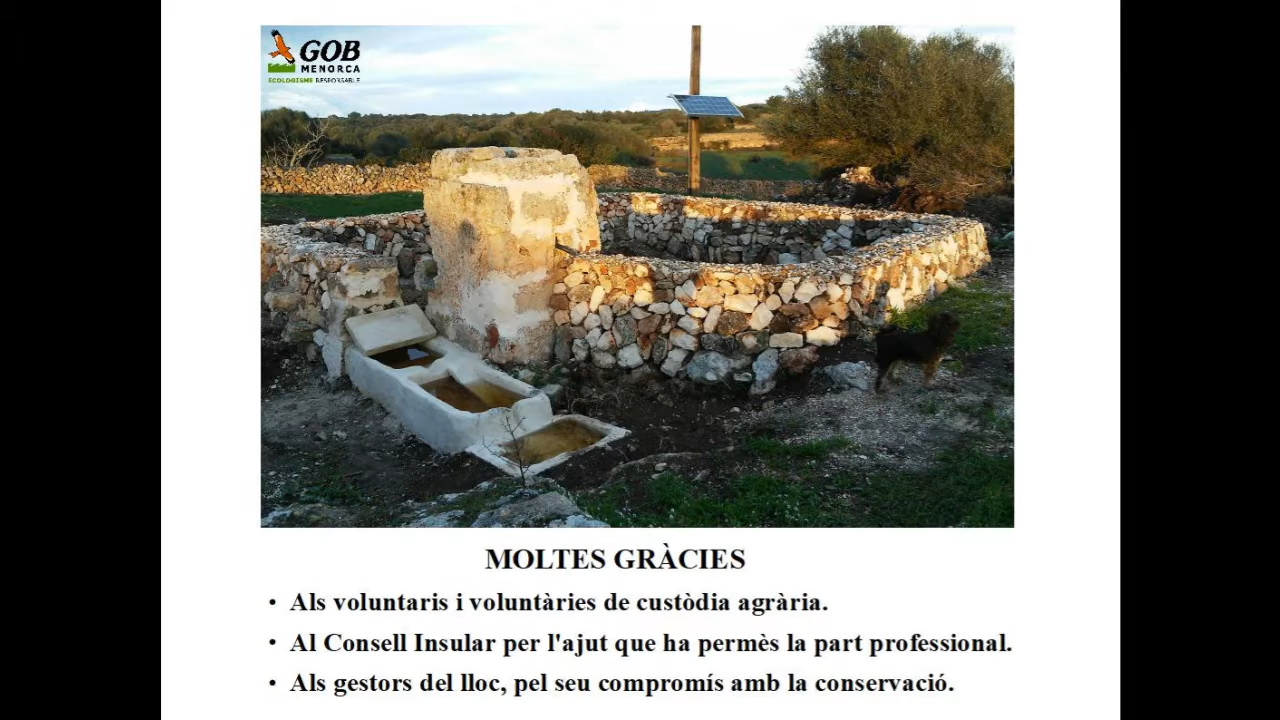 GOB
MENORCA
ECOLOGISME RESPONSABLE
MOLTES GRÀCIES
• Als voluntaris i voluntàries de custòdia agrària.
• Al Consell Insular per l'ajut que ha permès la part professional.
• Als gestors del lloc, pel seu compromís amb la conservació.